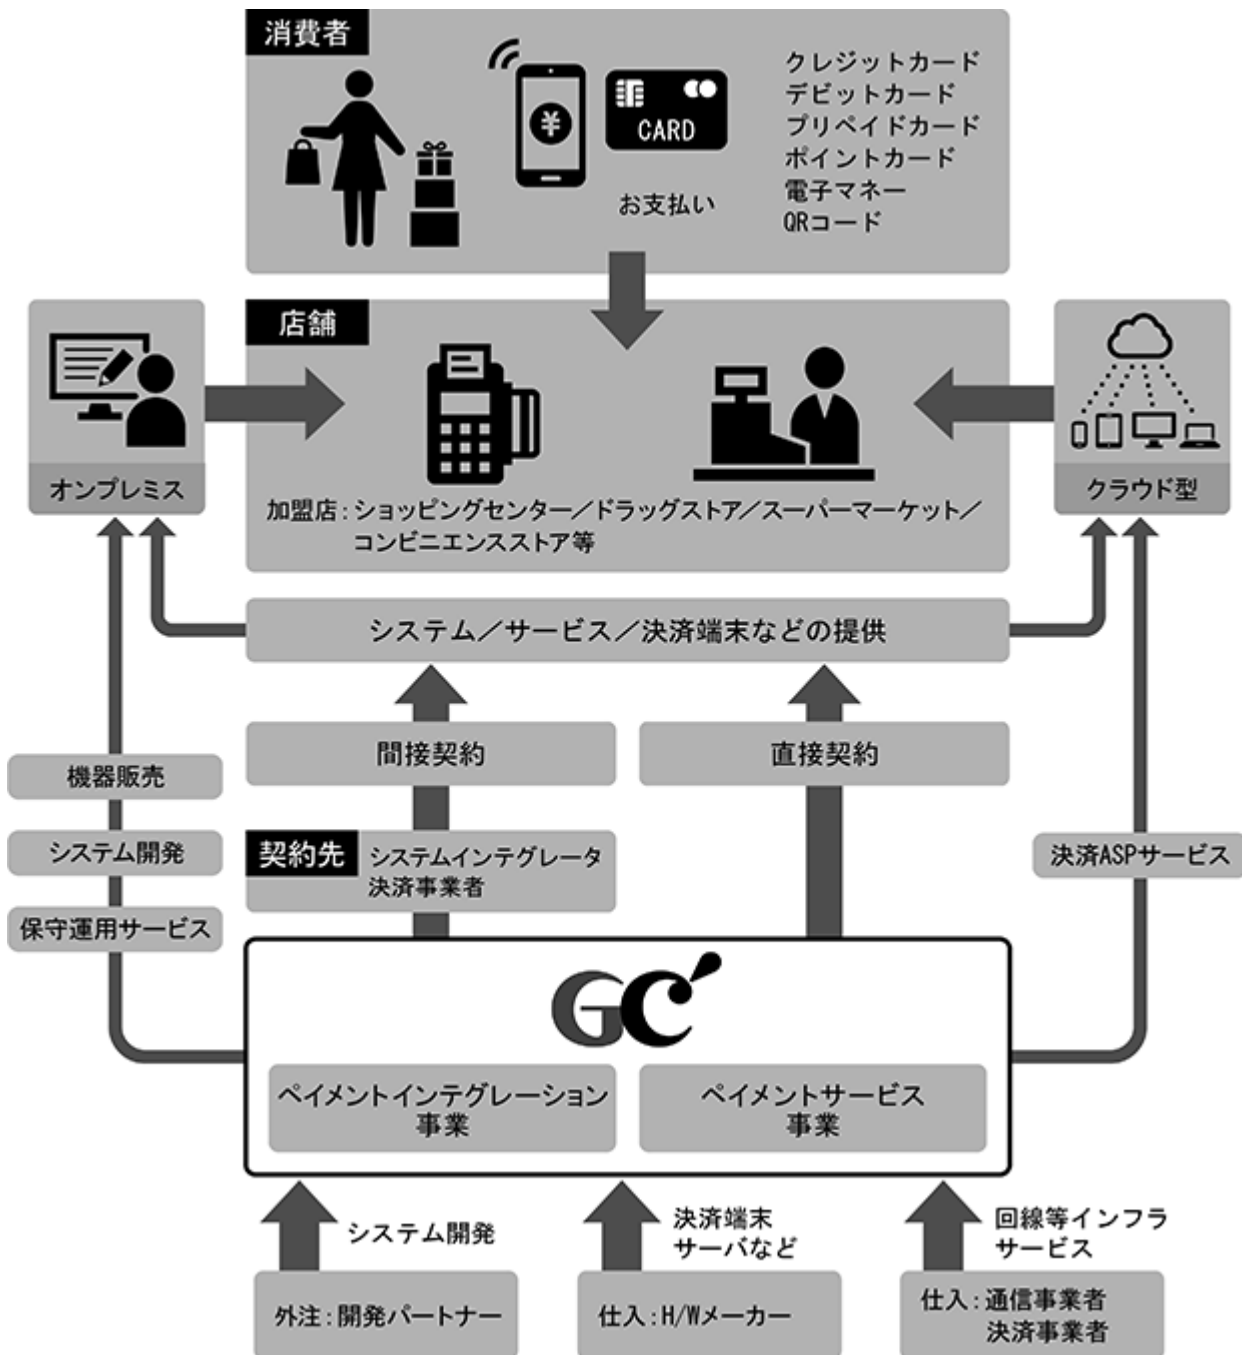 消費者
¥
CARD
お支払い
クレジットカード
デビットカード
プリペイドカード
ポイントカード
電子マネー
QRコード
店舗
オンプレミス
クラウド型
加盟店：ショッピングセンター／ドラッグストア／スーパーマーケット／
コンビニエンスストア等
システム／サービス／決済端末などの提供
間接契約
直接契約
機器販売
システム開発
保守運用サービス
契約先
システムインテグレータ
決済事業者
決済ASPサービス
GC
ペイメントインテグレーション
事業
ペイメントサービス
事業
システム開発
決済端末
サーバなど
回線等インフラ
サービス
外注：開発パートナー
仕入：H/Wメーカー
仕入：通信事業者
決済事業者